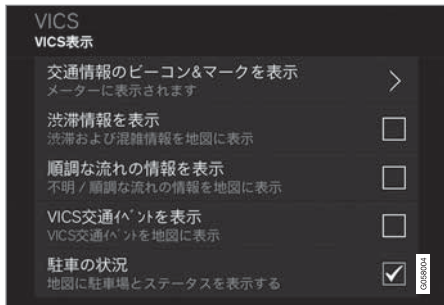 VICS
VICS表示
交通情報のビーコン&マークを表示
メーターに表示されます
渋滞情報を表示
渋滞および混雑情報を地図に表示
順調な流れの情報を表示
不明 / 順調な流れの情報を地図に表示
VICS交通ｲﾍﾞﾝﾄを表示
VICS交通ｲﾍﾞﾝﾄを地図に表示
駐車の状況
地図に駐車場とステータスを表示する
G058004